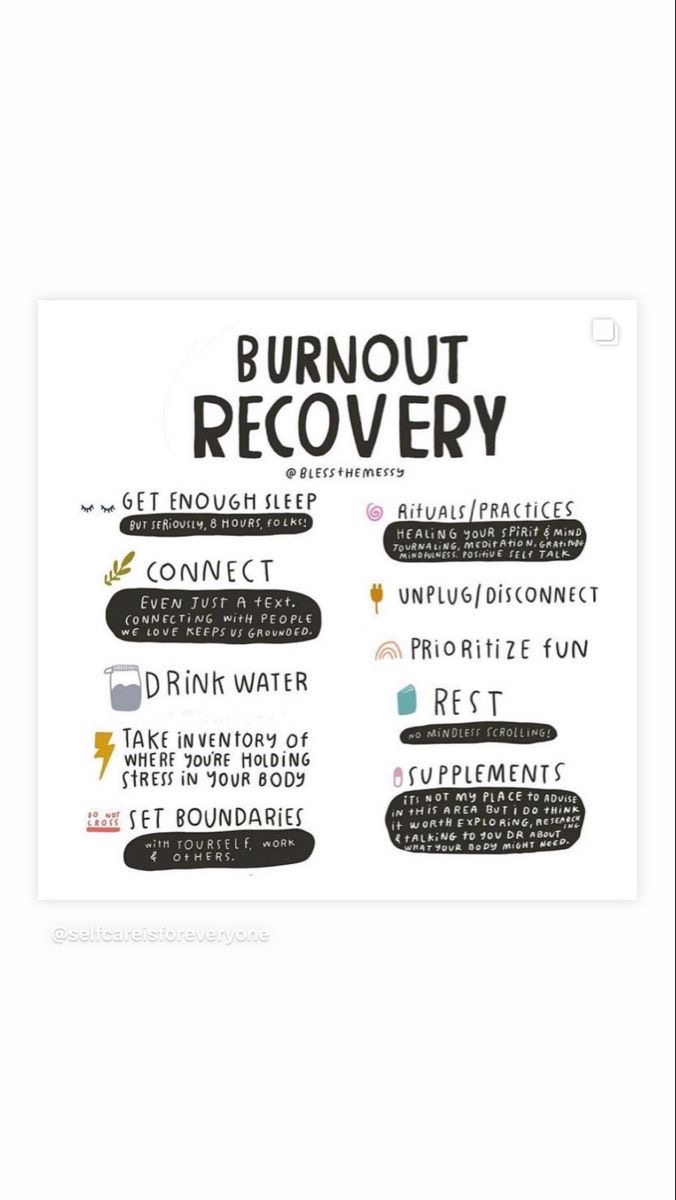 BURNOUT
RECOVERY
@BLESSTHEMESSY
GET ENOUGH SLEEP
BUT SERIOUSLY, 8 HOURS, FOLKS!
CONNECT
EVEN JUST A TEXT.
CONNECTING WITH PEOPLE
WE LOVE KEEPS US GROUNDED.
DRINK WATER
TAKE INVENTORY OF
WHERE YOU'RE HOLDING
STRESS IN YOUR BODY
DO NOT
CROSS
SET BOUNDARIES
WITH YOURSELF, WORK
& OTHERS.
RITUALS/PRACTICES
HEALING YOUR SPIRIT & MIND
JOURNALING, MEDITATION, GRATITUDE
MINDFULNESS, POSITIVE SELF TALK
UNPLUG/DISCONNECT
PRIORITIZE FUN
REST
NO MINDLESS SCROLLING!
SUPPLEMENTS
ITS NOT MY PLACE TO ADVISE
IN THIS AREA BUT I DO THINK
IT WORTH EXPLORING, RESEARCHING
& TALKING TO YOU DR ABOUT
WHAT YOUR BODY MIGHT NEED.
@selfcareisforeveryone